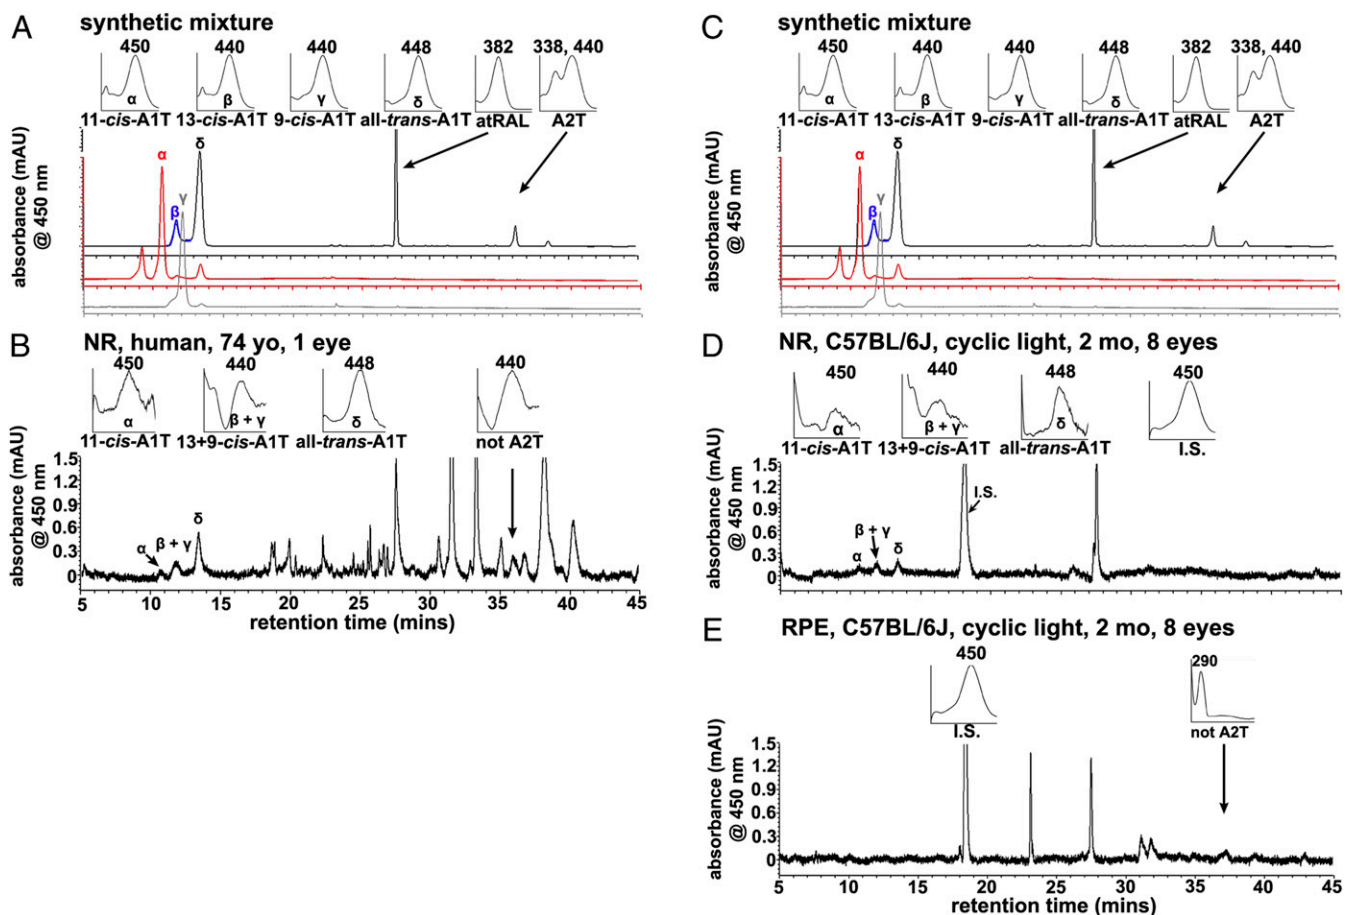 A synthetic mixture
450 440 440 448 382 338, 440
α β γ δ
11-cis-A1T 13-cis-A1T 9-cis-A1T all-trans-A1T atRAL A2T
absorbance (mAU)
@ 450 nm
α β γ δ
B NR, human, 74 yo, 1 eye
450 440 448 440
α β + γ δ
11-cis-A1T 13+9-cis-A1T all-trans-A1T not A2T
absorbance (mAU)
@ 450 nm
1.5
1.2
0.9
0.6
0.3
0
α β + γ δ
5 10 15 20 25 30 35 40 45
retention time (mins)
C synthetic mixture
450 440 440 448 382 338, 440
α β γ δ
11-cis-A1T 13-cis-A1T 9-cis-A1T all-trans-A1T atRAL A2T
absorbance (mAU)
@ 450 nm
α β γ δ
D NR, C57BL/6J, cyclic light, 2 mo, 8 eyes
450 440 448 450
α β + γ δ
11-cis-A1T 13+9-cis-A1T all-trans-A1T I.S.
absorbance (mAU)
@ 450 nm
1.5
1.2
0.9
0.6
0.3
0
α β + γ δ I.S.
E RPE, C57BL/6J, cyclic light, 2 mo, 8 eyes
450 290
I.S. not A2T
absorbance (mAU)
@ 450 nm
1.5
1.2
0.9
0.6
0.3
0
5 10 15 20 25 30 35 40 45
retention time (mins)